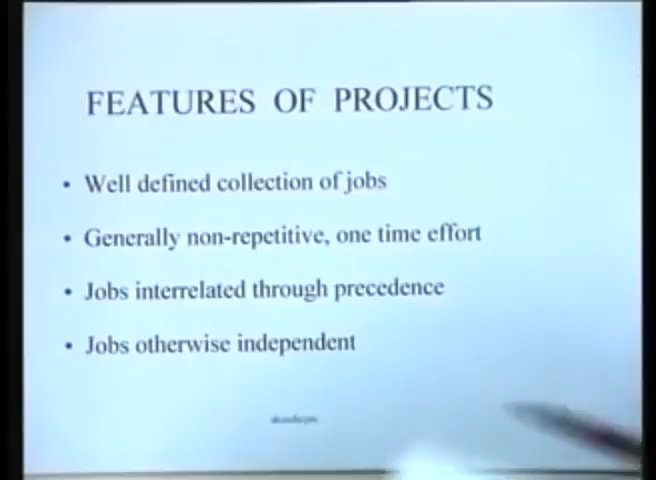 FEATURES OF PROJECTS
• Well defined collection of jobs
• Generally non-repetitive, one time effort
• Jobs interrelated through precedence
• Jobs otherwise independent